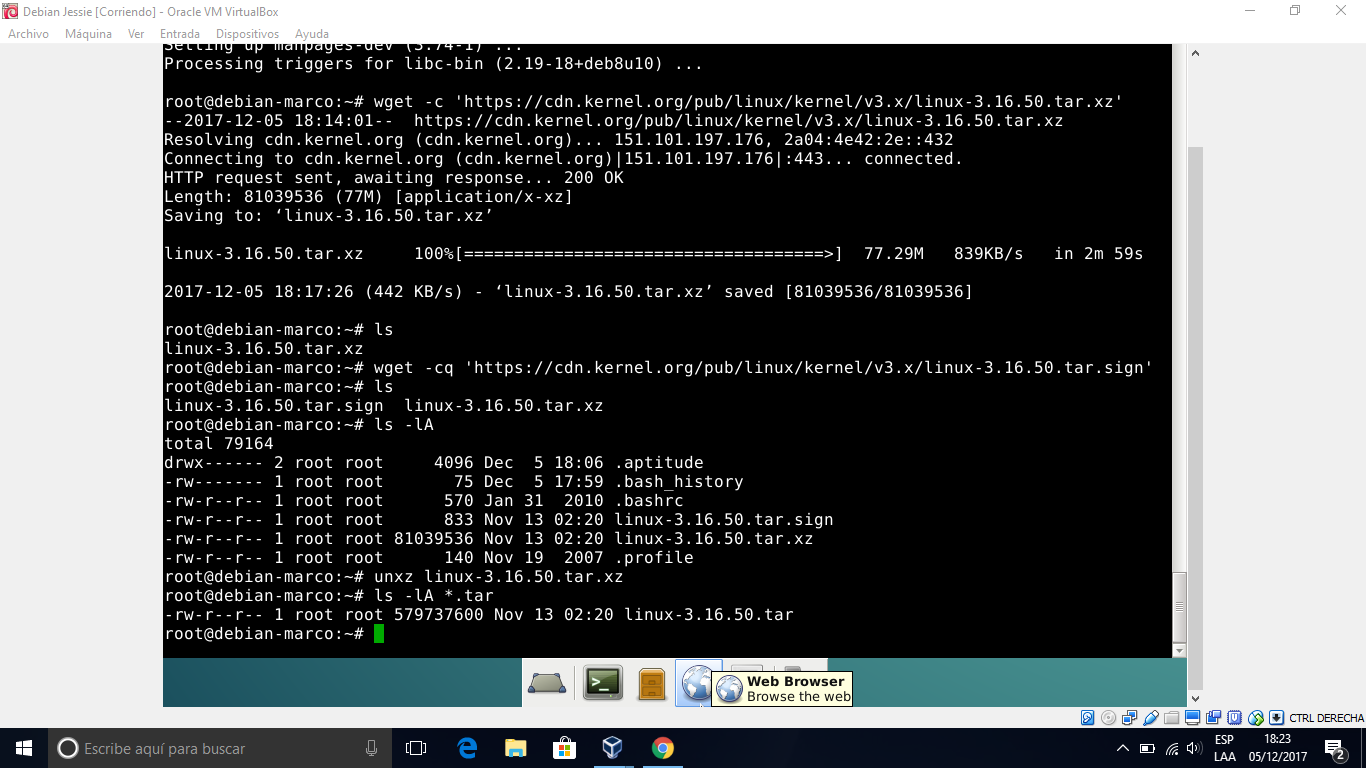 Debian Jessie [Corriendo] - Oracle VM VirtualBox
Archivo Máquina Ver Entrada Dispositivos Ayuda
Setting up manpages-dev (3.74-1) ...
Processing triggers for libc-bin (2.19-18+deb8u10) ...
root@debian-marco:~# wget -c 'https://cdn.kernel.org/pub/linux/kernel/v3.x/linux-3.16.50.tar.xz'
--2017-12-05 18:14:01--  https://cdn.kernel.org/pub/linux/kernel/v3.x/linux-3.16.50.tar.xz
Resolving cdn.kernel.org (cdn.kernel.org)... 151.101.197.176, 2a04:4e42:2e::432
Connecting to cdn.kernel.org (cdn.kernel.org)|151.101.197.176|:443... connected.
HTTP request sent, awaiting response... 200 OK
Length: 81039536 (77M) [application/x-xz]
Saving to: ‘linux-3.16.50.tar.xz’
linux-3.16.50.tar.xz     100%[====================================>]  77.29M   839KB/s   in 2m 59s
2017-12-05 18:17:26 (442 KB/s) - ‘linux-3.16.50.tar.xz’ saved [81039536/81039536]
root@debian-marco:~# ls
linux-3.16.50.tar.xz
root@debian-marco:~# wget -cq 'https://cdn.kernel.org/pub/linux/kernel/v3.x/linux-3.16.50.tar.sign'
root@debian-marco:~# ls
linux-3.16.50.tar.sign  linux-3.16.50.tar.xz
root@debian-marco:~# ls -lA
total 79164
drwx------ 2 root root     4096 Dec  5 18:06 .aptitude
-rw------- 1 root root       75 Dec  5 17:59 .bash_history
-rw-r--r-- 1 root root      570 Jan 31  2010 .bashrc
-rw-r--r-- 1 root root      833 Nov 13 02:20 linux-3.16.50.tar.sign
-rw-r--r-- 1 root root 81039536 Nov 13 02:20 linux-3.16.50.tar.xz
-rw-r--r-- 1 root root      140 Nov 19  2007 .profile
root@debian-marco:~# unxz linux-3.16.50.tar.xz
root@debian-marco:~# ls -lA *.tar
-rw-r--r-- 1 root root 579737600 Nov 13 02:20 linux-3.16.50.tar
root@debian-marco:~#
Web Browser
Browse the web
CTRL DERECHA
Escribe aquí para buscar
ESP
LAA
18:23
05/12/2017
2